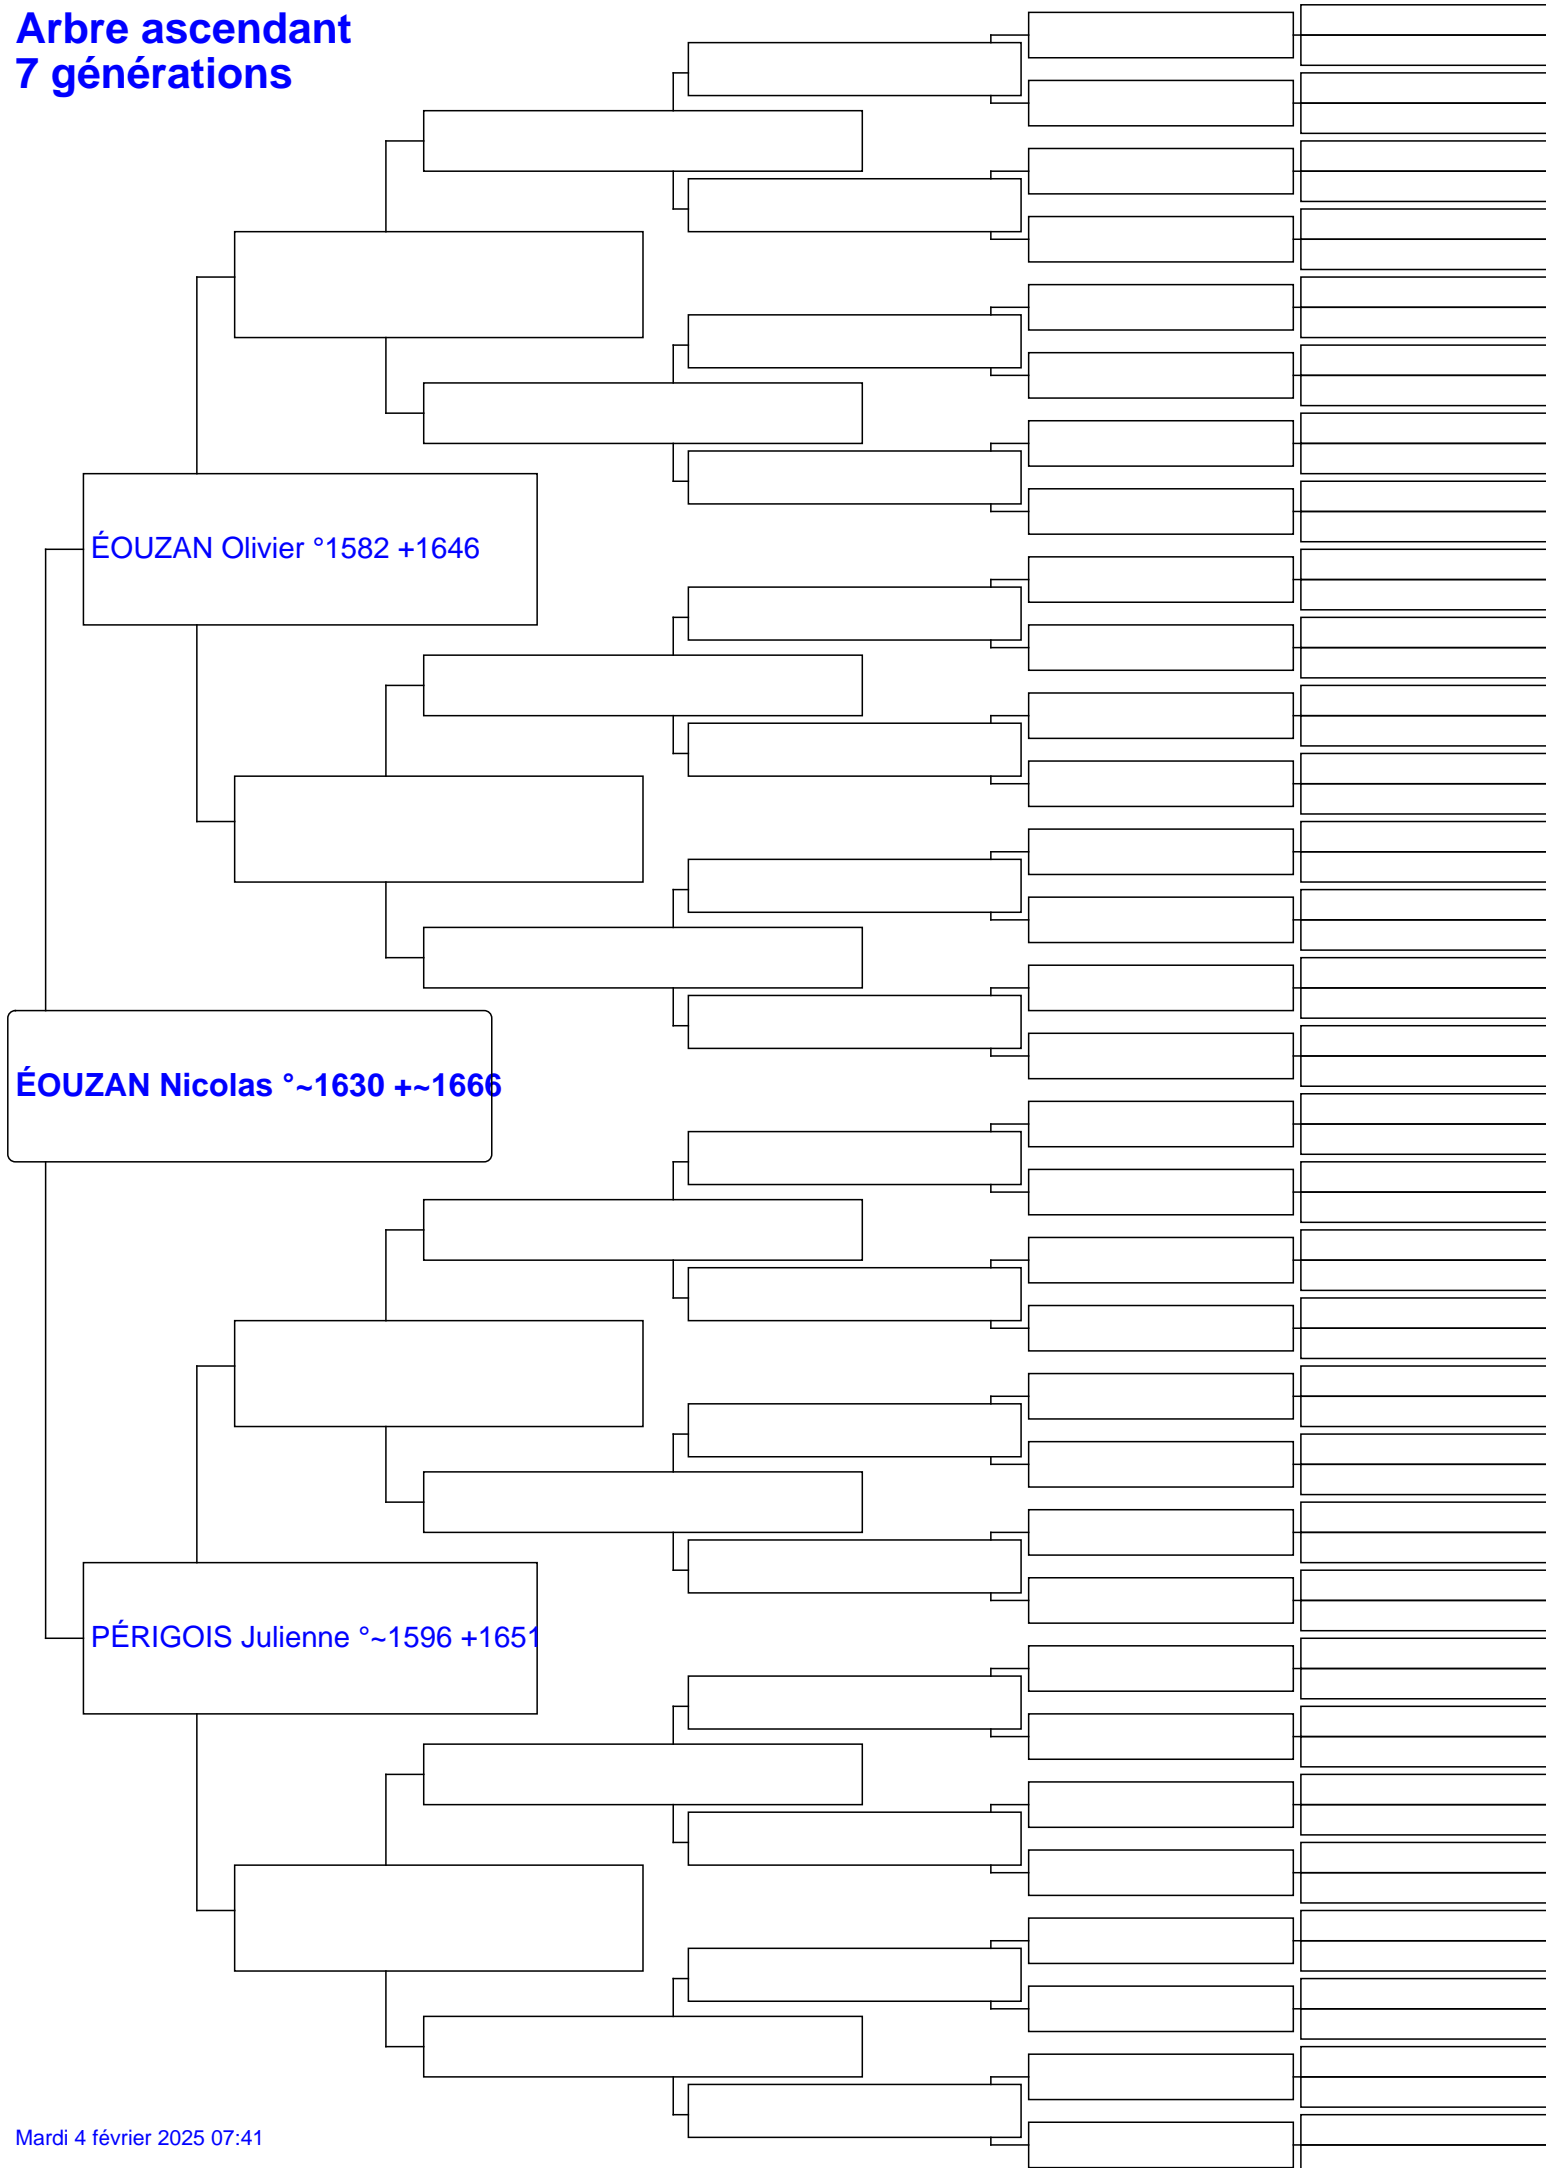 Arbre ascendant
7 générations
ÉOUZAN Olivier °1582 +1646
ÉOUZAN Nicolas °~1630 +~1666
PÉRIGOIS Julienne °~1596 +1651
Mardi 4 février 2025 07:41